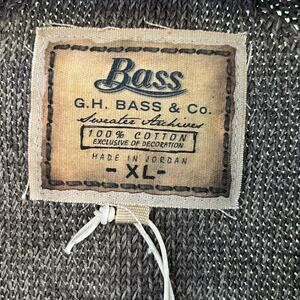 Bass
G.H. BASS & Co.
Sweater Archives
100% COTTON
EXCLUSIVE OF DECORATION
MADE IN JORDAN
- XL -